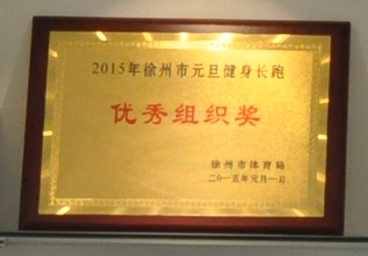 2015年徐州市元旦健身长跑
优秀组织奖
徐州市体育局
二〇一五年元月一日